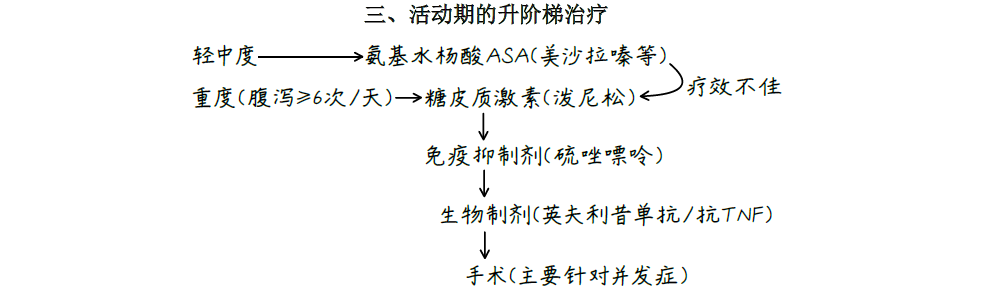 三、活动期的升阶梯治疗
轻中度 氨基水杨酸ASA(美沙拉嗪等)
疗效不佳
重度(腹泻≥6次/天) 糖皮质激素(泼尼松)
免疫抑制剂(硫唑嘌呤)
生物制剂(英夫利昔单抗/抗TNF)
手术(主要针对并发症)